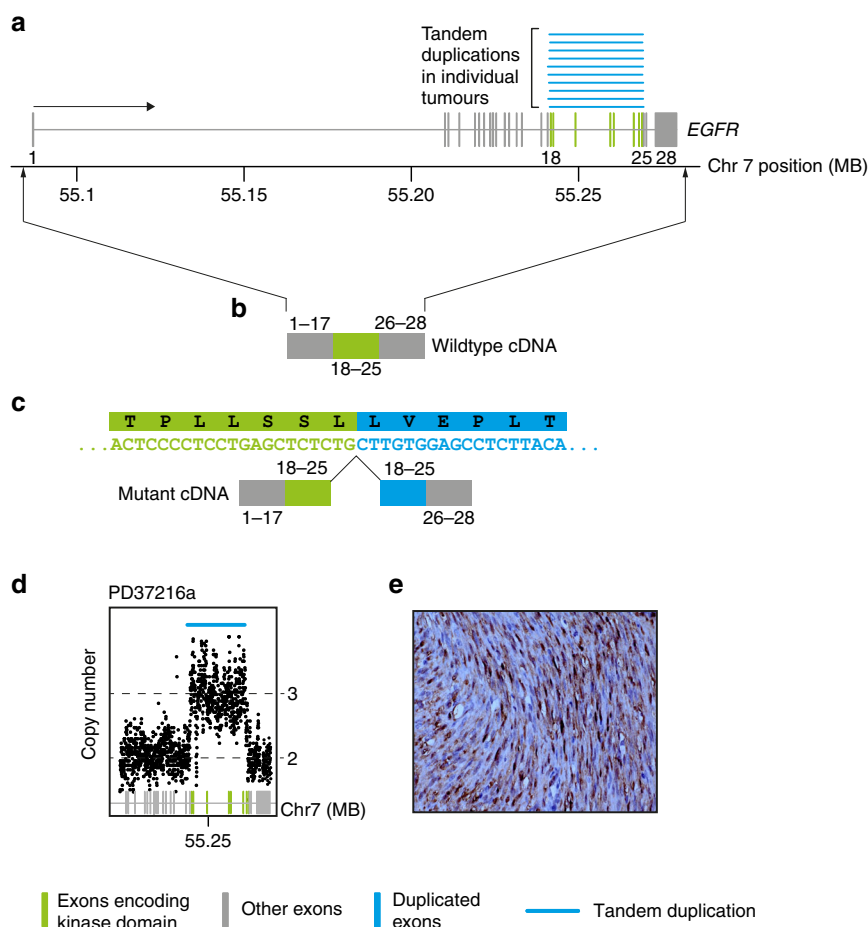 a
Tandem
duplications
in individual
tumours
EGFR
1 18 25 28
Chr 7 position (MB)
55.1 55.15 55.20 55.25
b
1–17 26–28
Wildtype cDNA
18–25
c
T P L L S S L L V E P L T
...ACTCCCCTCCTGAGCTCTCTGCTTGTGGAGCCTCTTACA...
18–25 18–25
Mutant cDNA
1–17 26–28
d
PD37216a
Copy number
3
2
Chr7 (MB)
55.25
e
Exons encoding
kinase domain
Other exons
Duplicated
exons
Tandem duplication